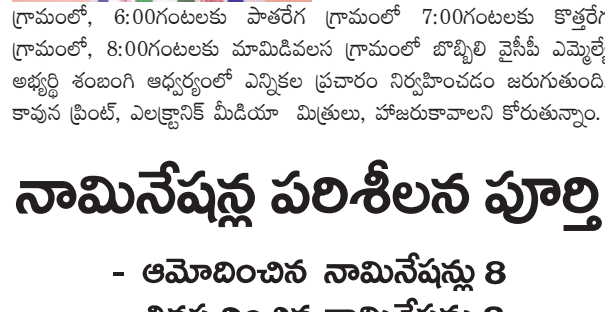 గ్రామంలో, 6:00గంటలకు పాతరేగ గ్రామంలో 7:00గంటలకు కొత్తరేగ
గ్రామంలో, 8:00గంటలకు మామిడివలస గ్రామంలో బొబ్బిలి వైసీపీ ఎమ్మెల్యే
అభ్యర్థి శంబంగి ఆధ్వర్యంలో ఎన్నికల ప్రచారం నిర్వహించడం జరుగుతుంది.
కావున ప్రింట్, ఎలక్ట్రానిక్ మీడియా మిత్రులు, హాజరుకావాలని కోరుతున్నాం.
నామినేషన్ల పరిశీలన పూర్తి
- ఆమోదించిన నామినేషన్లు 8